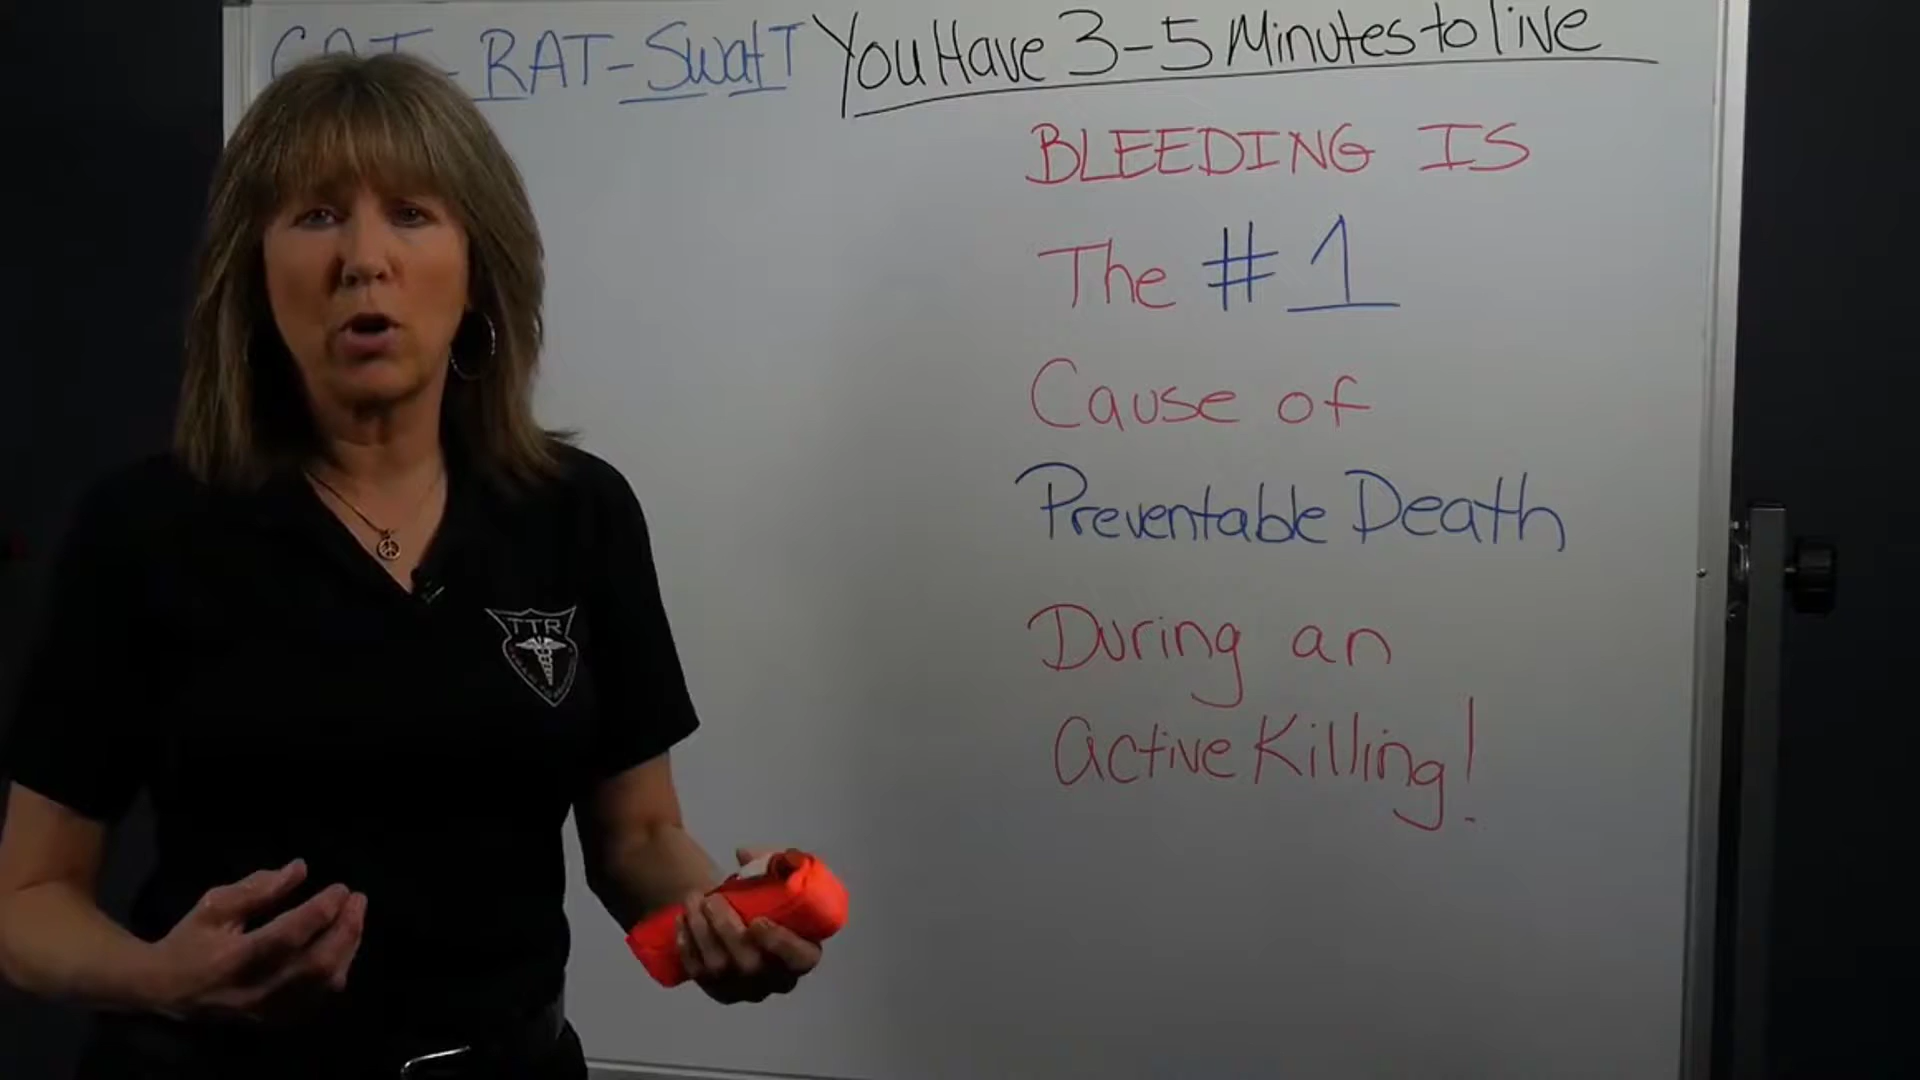 CAT-RAT-SwatT You Have 3-5 Minutes to live
BLEEDING IS
The #1
Cause of
Preventable Death
During an
active Killing!
TTR